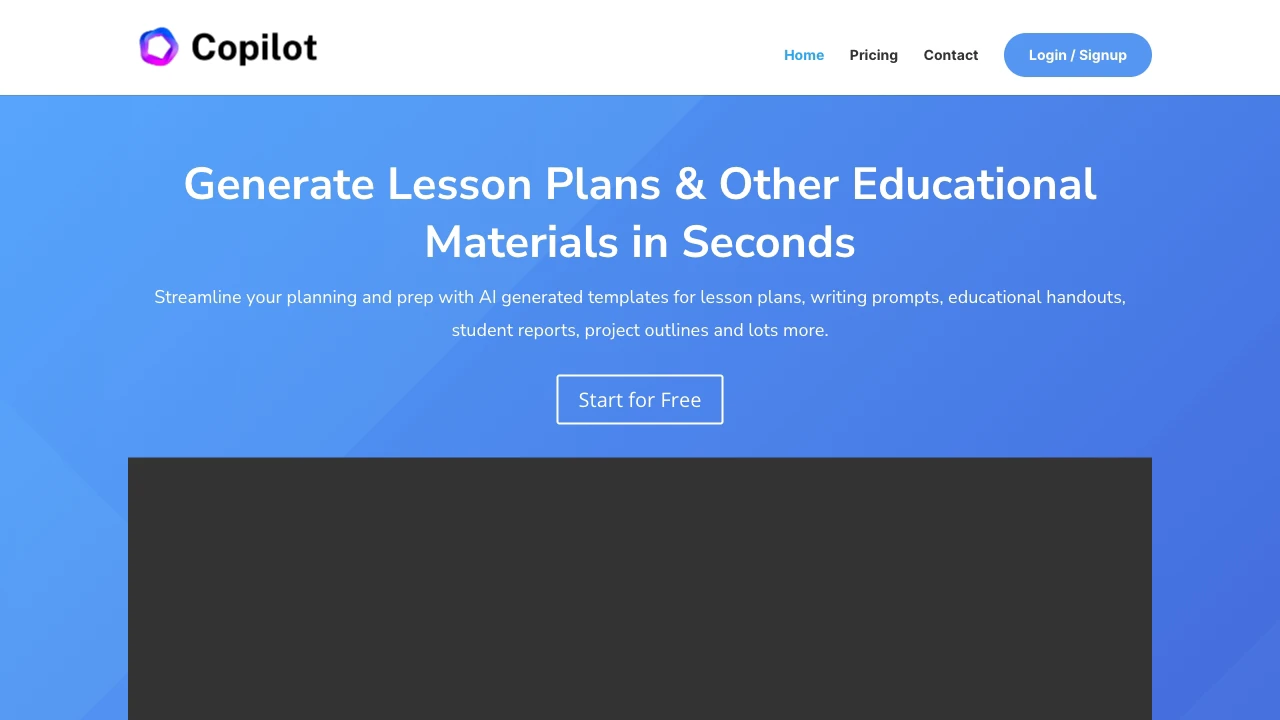 Copilot
Home
Pricing
Contact
Login / Signup
Generate Lesson Plans & Other Educational
Materials in Seconds
Streamline your planning and prep with AI generated templates for lesson plans, writing prompts, educational handouts,
student reports, project outlines and lots more.
Start for Free